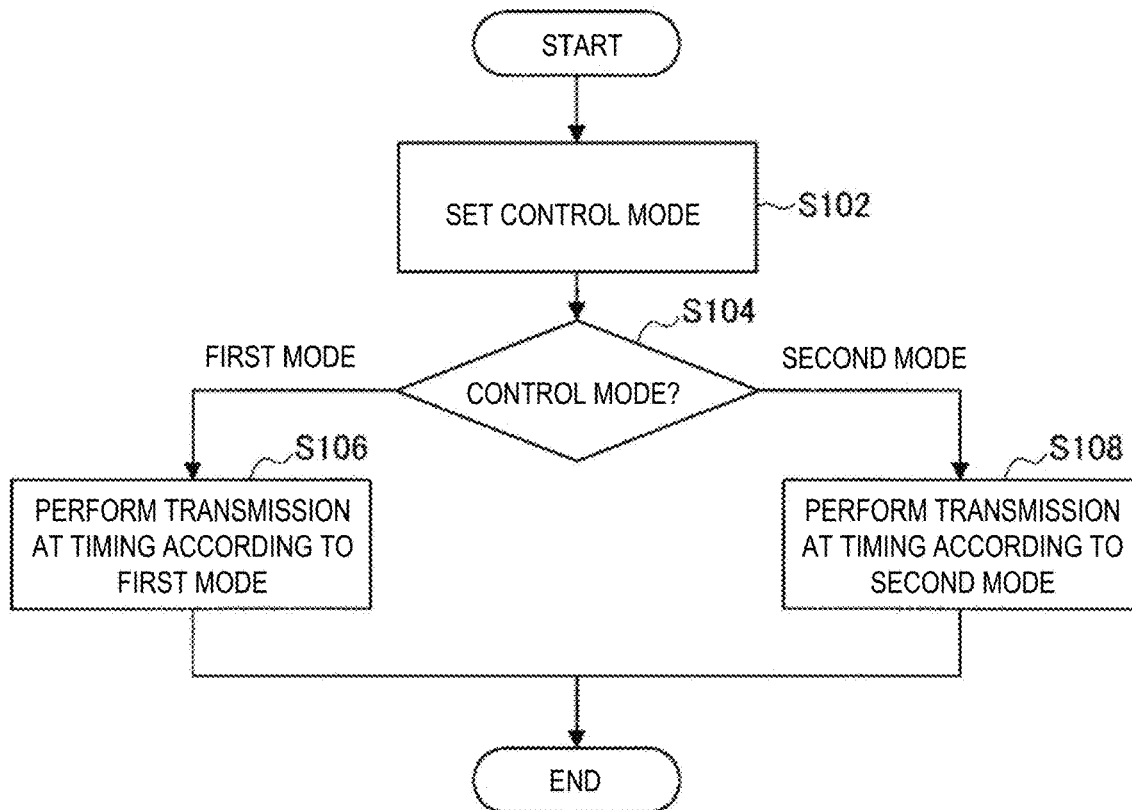 START
SET CONTROL MODE
S102
S104
FIRST MODE
CONTROL MODE?
SECOND MODE
S106
PERFORM TRANSMISSION
AT TIMING ACCORDING TO
FIRST MODE
S108
PERFORM TRANSMISSION
AT TIMING ACCORDING TO
SECOND MODE
END